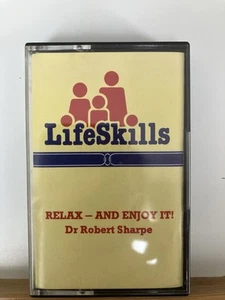 LifeSkills
RELAX – AND ENJOY IT!
Dr Robert Sharpe